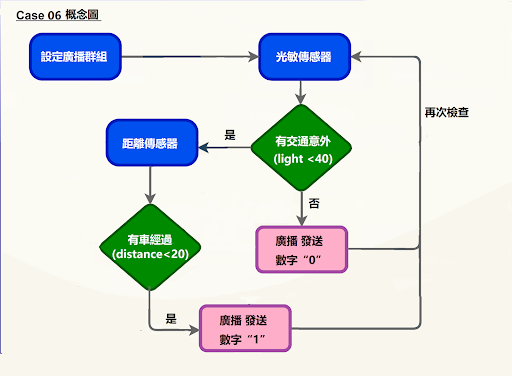 Case 06 概念圖
設定廣播群組
光敏傳感器
再次檢查
是
距離傳感器
有交通意外
(light <40)
否
有車經過
(distance<20)
廣播 發送
數字“0”
是
廣播 發送
數字“1”